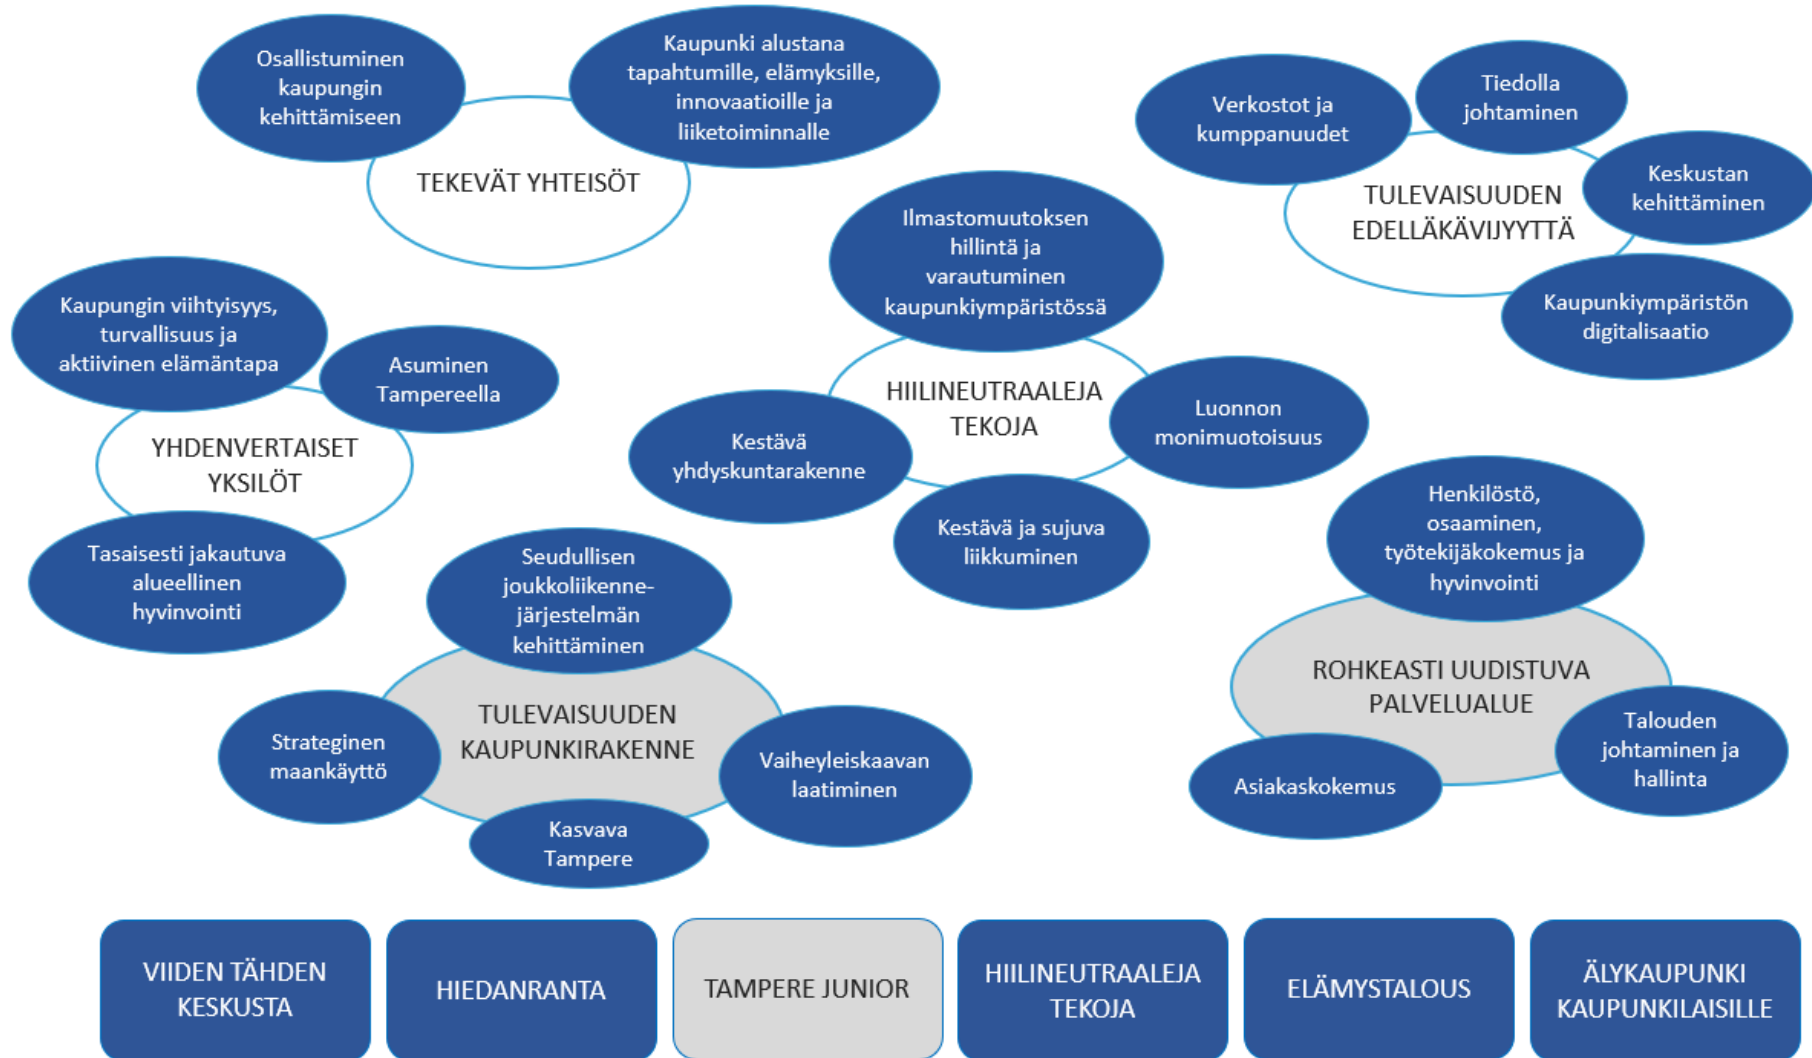 Osallistuminen
kaupungin
kehittämiseen
Kaupunki alustana
tapahtumille, elämyksille,
innovaatioille ja
liiketoiminnalle
TEKEVÄT YHTEISÖT
Verkostot ja
kumppanuudet
Tiedolla
johtaminen
Keskustan
kehittäminen
Kaupunkiympäristön
digitalisaatio
TULEVAISUUDEN
EDELLÄKÄVIJYYTTÄ
Kaupungin viihtyisyys,
turvallisuus ja
aktiivinen elämäntapa
Asuminen
Tampereella
YHDENVERTAISET
YKSILÖT
Tasaisesti jakautuva
alueellinen
hyvinvointi
Ilmastomuutoksen
hillintä ja
varautuminen
kaupunkiympäristössä
HIILINEUTRAALEJA
TEKOJA
Luonnon
monimuotoisuus
Kestävä
yhdyskuntarakenne
Kestävä ja sujuva
liikkuminen
Seudullisen
joukkoliikenne-
järjestelmän
kehittäminen
TULEVAISUUDEN
KAUPUNKIRAKENNE
Strateginen
maankäyttö
Vaiheyleiskaavan
laatiminen
Kasvava
Tampere
Henkilöstö,
osaaminen,
työtekijäkokemus ja
hyvinvointi
ROHKEASTI UUDISTUVA
PALVELUALUE
Talouden
johtaminen ja
hallinta
Asiakaskokemus
VIIDEN TÄHDEN
KESKUSTA
HIEDANRANTA
TAMPERE JUNIOR
HIILINEUTRAALEJA
TEKOJA
ELÄMYSTALOUS
ÄLYKAUPUNKI
KAUPUNKILAISILLE